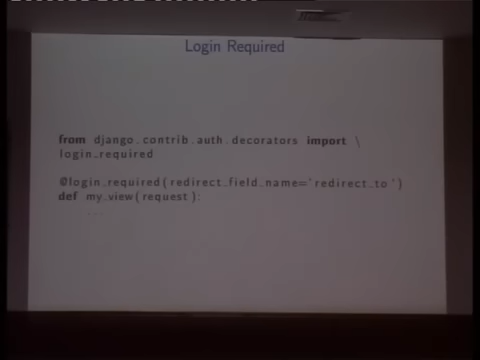 Login Required
from django.contrib.auth.decorators import \
login_required
@login_required(redirect_field_name='redirect_to')
def my_view(request):
...